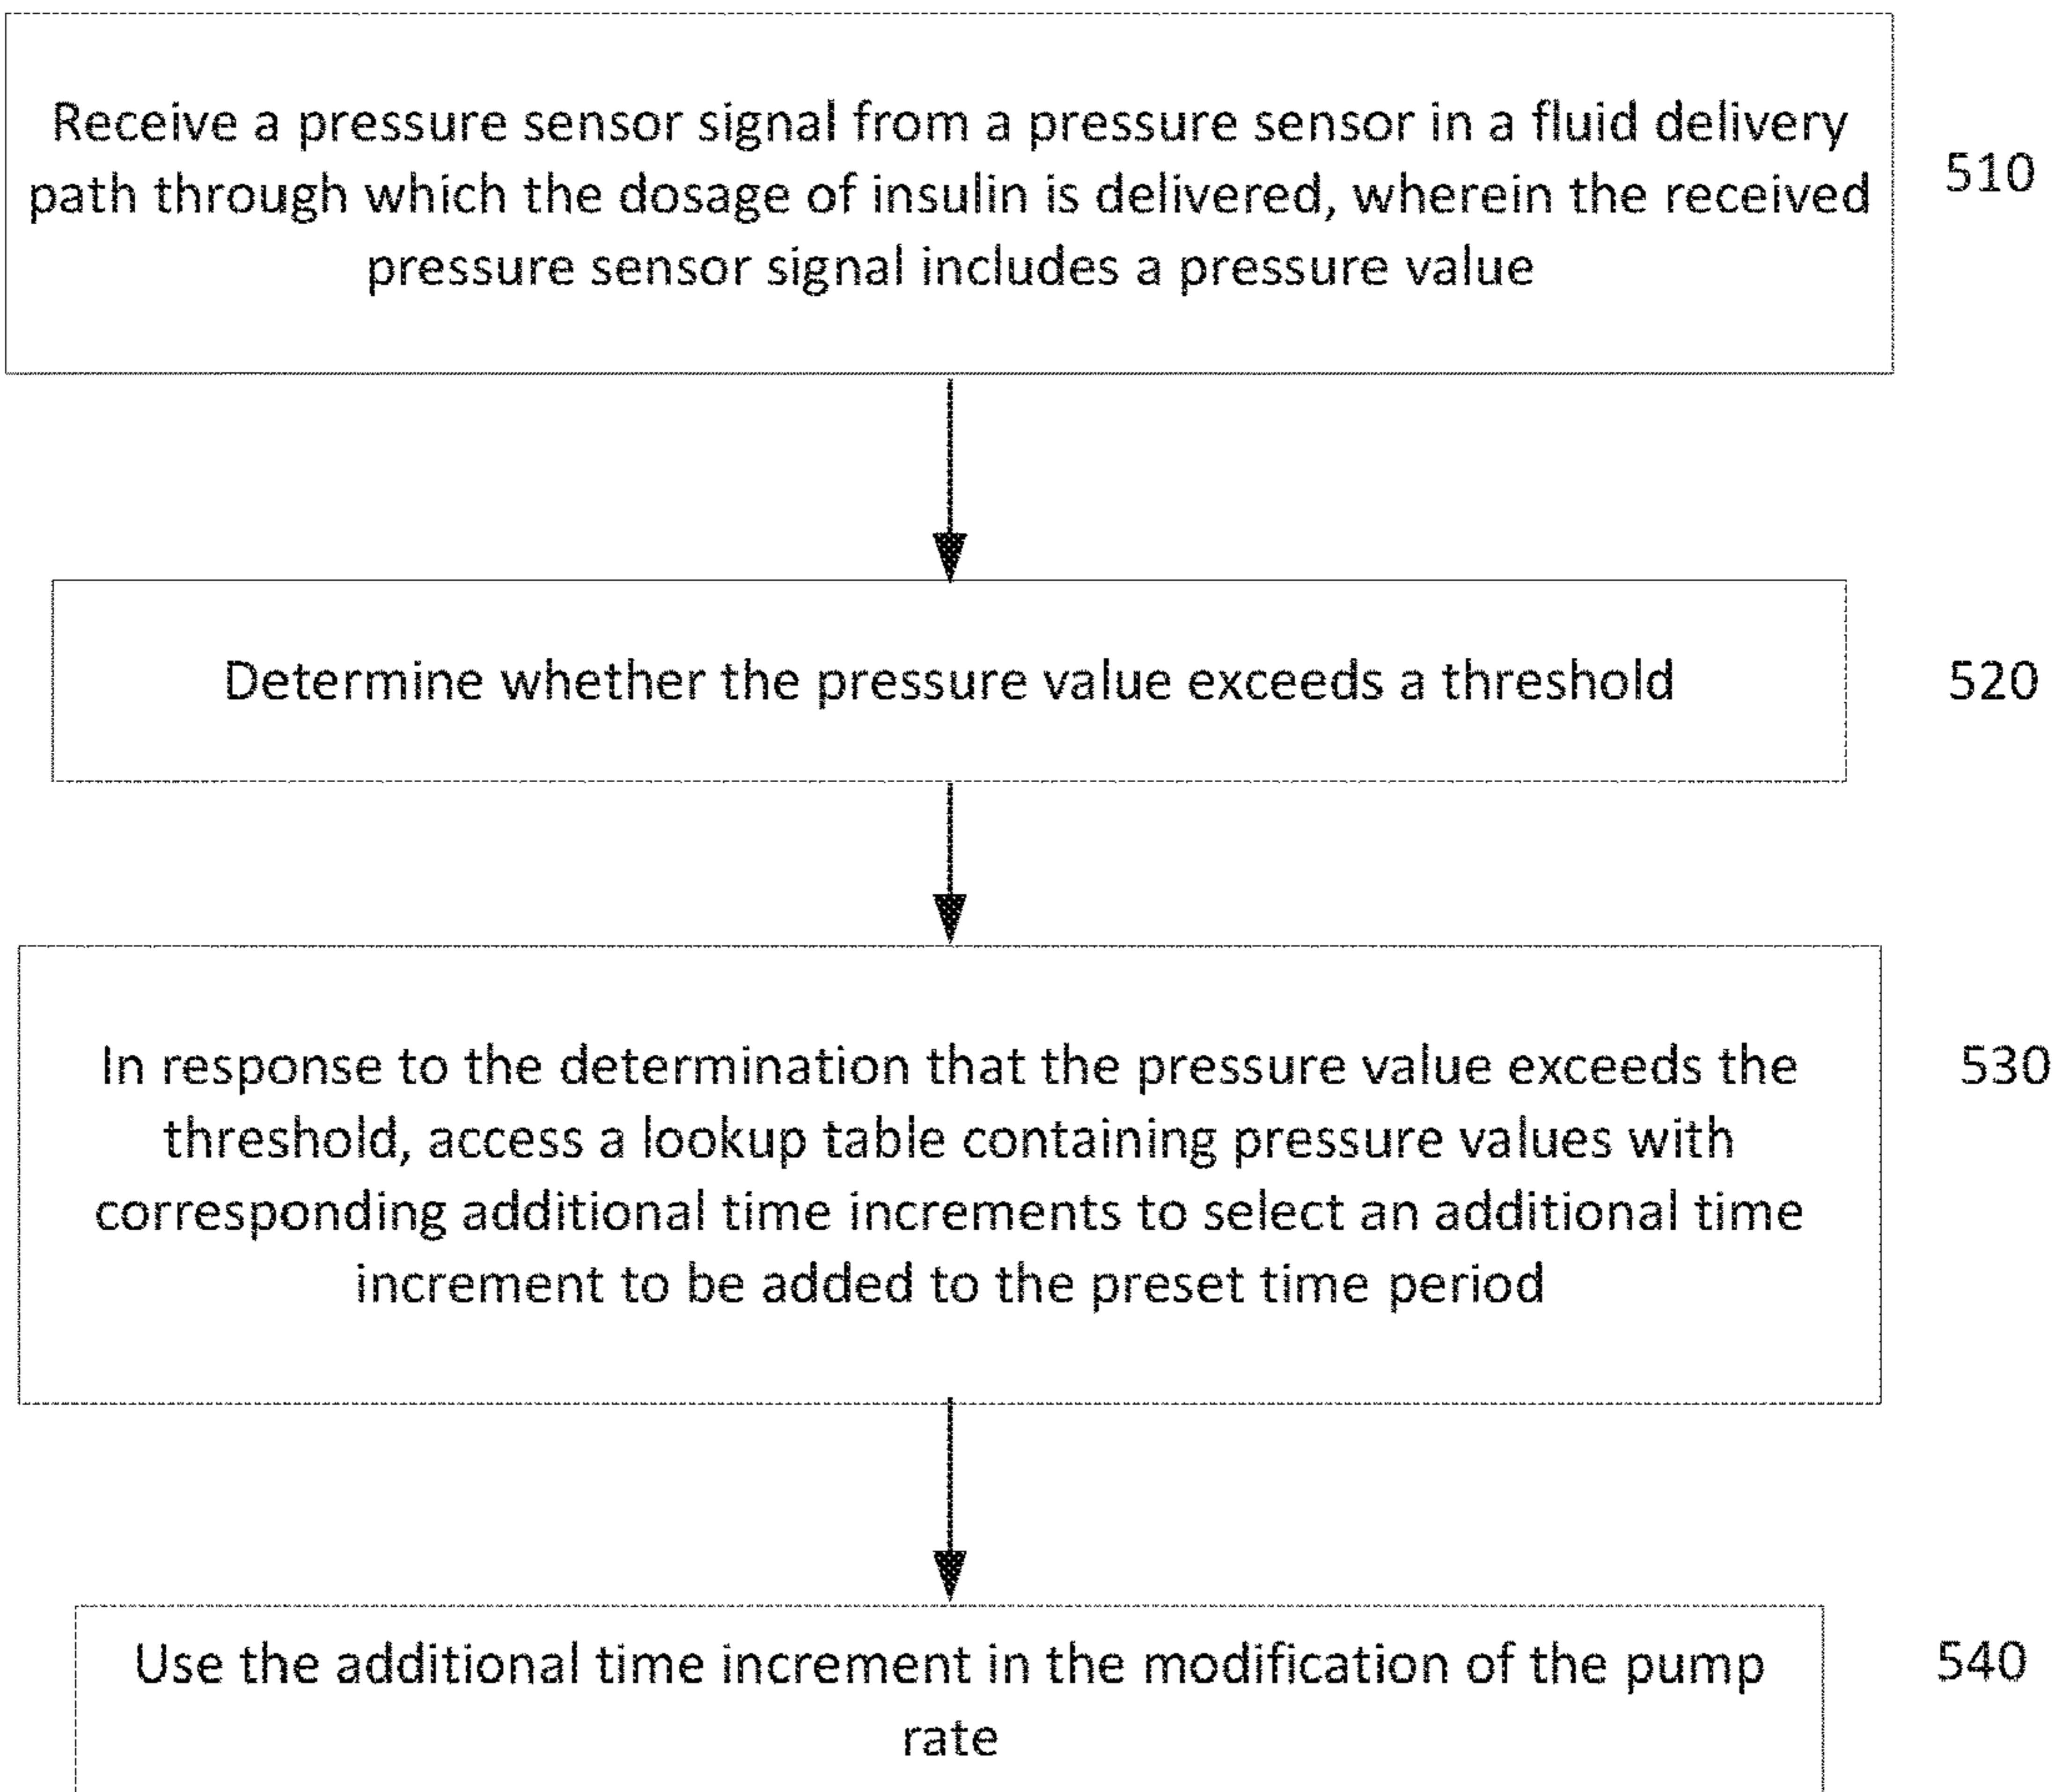 Receive a pressure sensor signal from a pressure sensor in a fluid delivery
path through which the dosage of insulin is delivered, wherein the received
pressure sensor signal includes a pressure value
510
Determine whether the pressure value exceeds a threshold
520
In response to the determination that the pressure value exceeds the
threshold, access a lookup table containing pressure values with
corresponding additional time increments to select an additional time
increment to be added to the preset time period
530
Use the additional time increment in the modification of the pump
rate
540